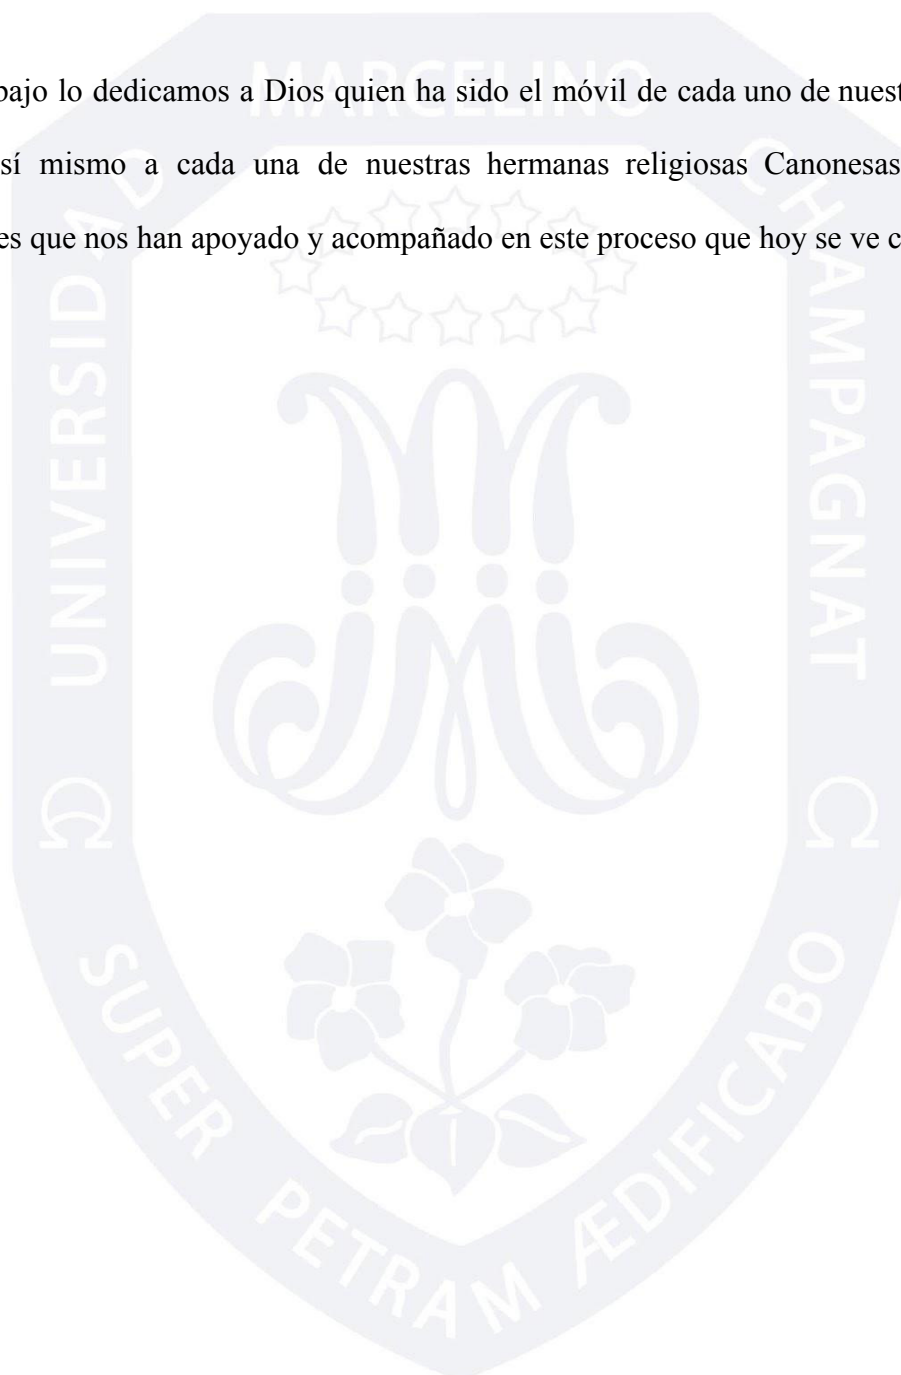 bajo lo dedicamos a Dios quien ha sido el móvil de cada uno de nuest
sí mismo a cada una de nuestras hermanas religiosas Canonesas
es que nos han apoyado y acompañado en este proceso que hoy se ve c
UNIVERSIDAD
MARCELINO
CHAMPAGNAT
SUPER PETRAM ÆDIFICABO